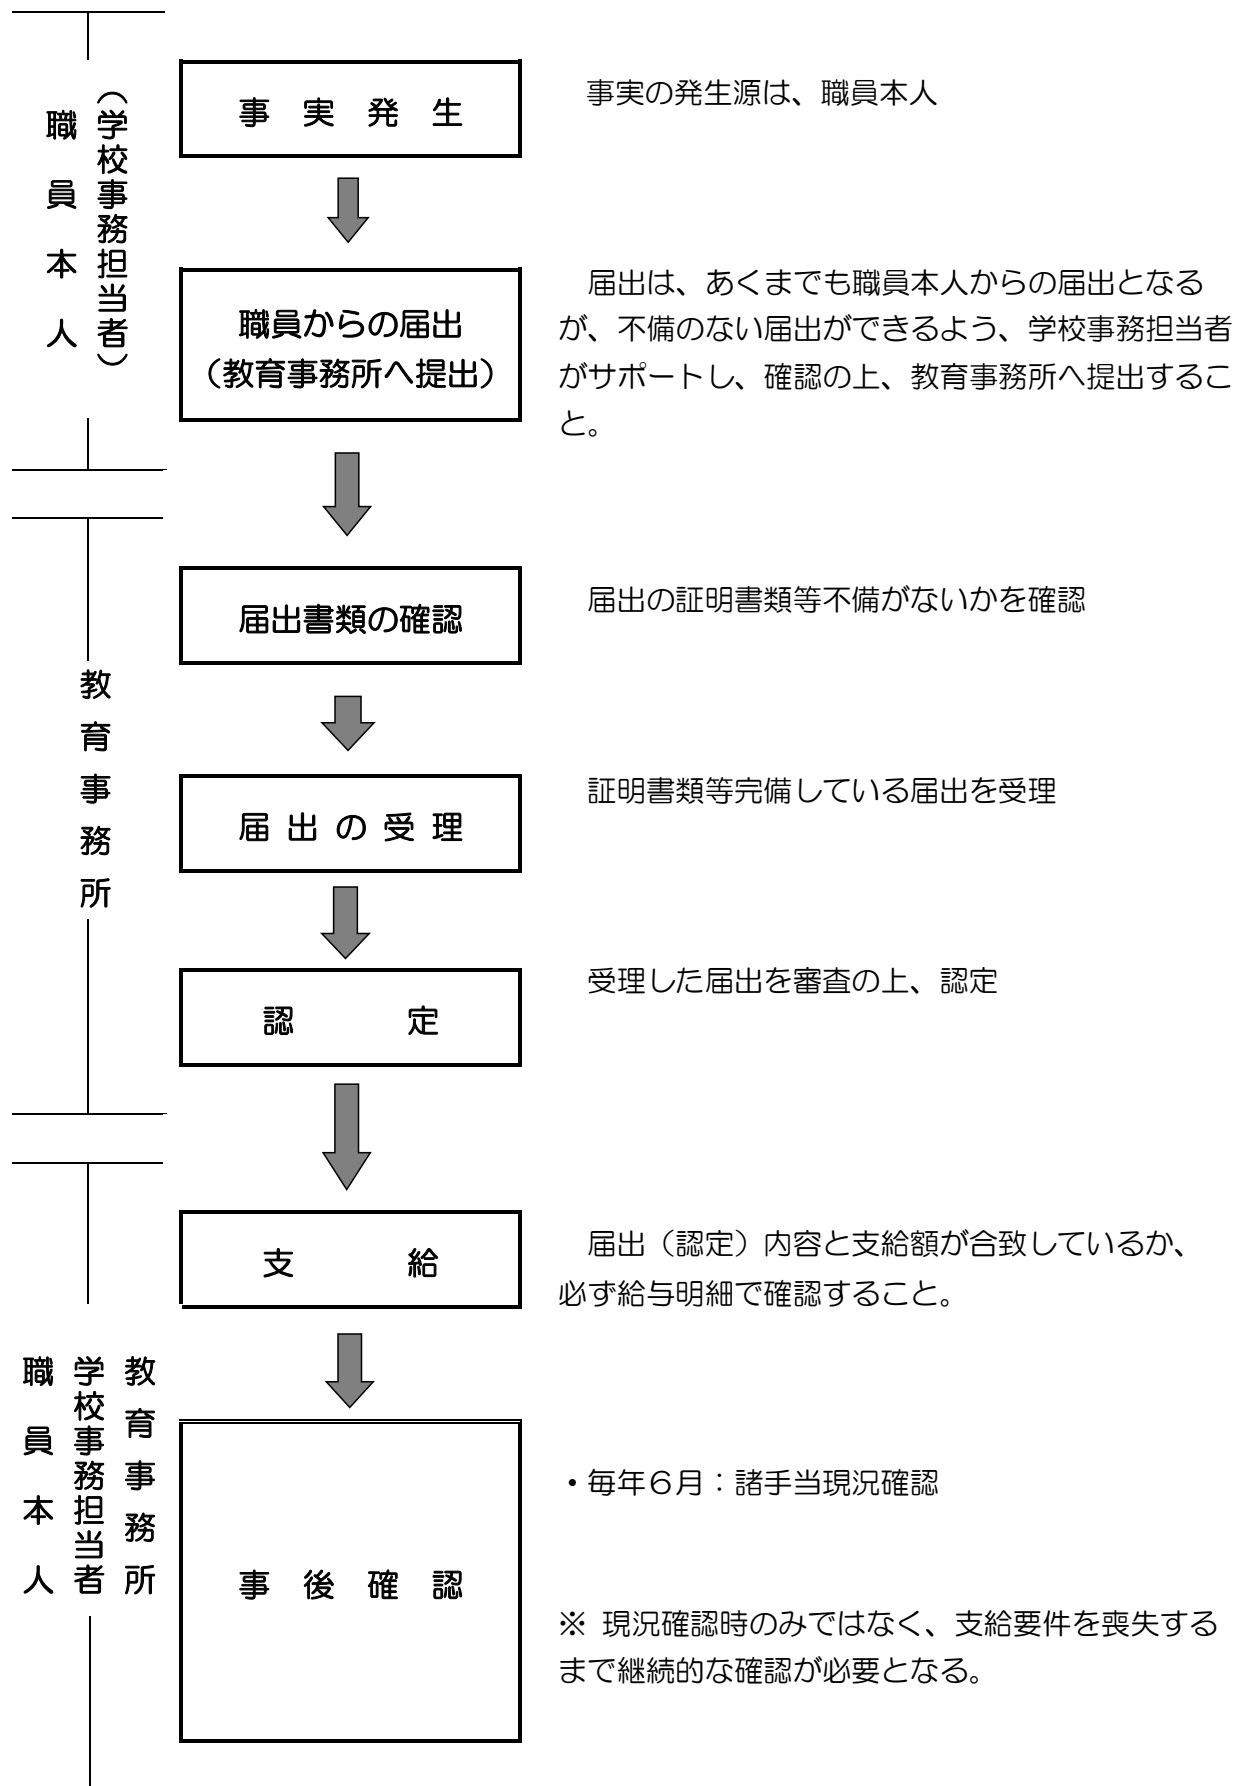 職員本人
（学校事務担当者）
事実発生
事実の発生源は、職員本人
職員からの届出
（教育事務所へ提出）
届出は、あくまでも職員本人からの届出となる
が、不備のない届出ができるよう、学校事務担当者
がサポートし、確認の上、教育事務所へ提出するこ
と。
教育事務所
届出書類の確認
届出の証明書類等不備がないかを確認
届出の受理
証明書類等完備している届出を受理
認定
受理した届出を審査の上、認定
職員本人
学校事務担当者
教育事務所
支給
届出（認定）内容と支給額が合致しているか、
必ず給与明細で確認すること。
事後確認
・毎年６月：諸手当現況確認
※ 現況確認時のみではなく、支給要件を喪失する
まで継続的な確認が必要となる。